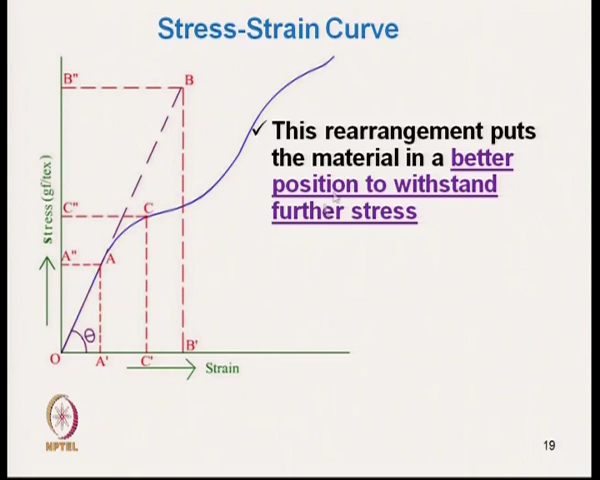 Stress-Strain Curve
B"
B
✓ This rearrangement puts
the material in a better
position to withstand
further stress
stress (gf/tex)
C"
C
A"
A
θ
O
A'
C'
B'
Strain
NPTEL
19